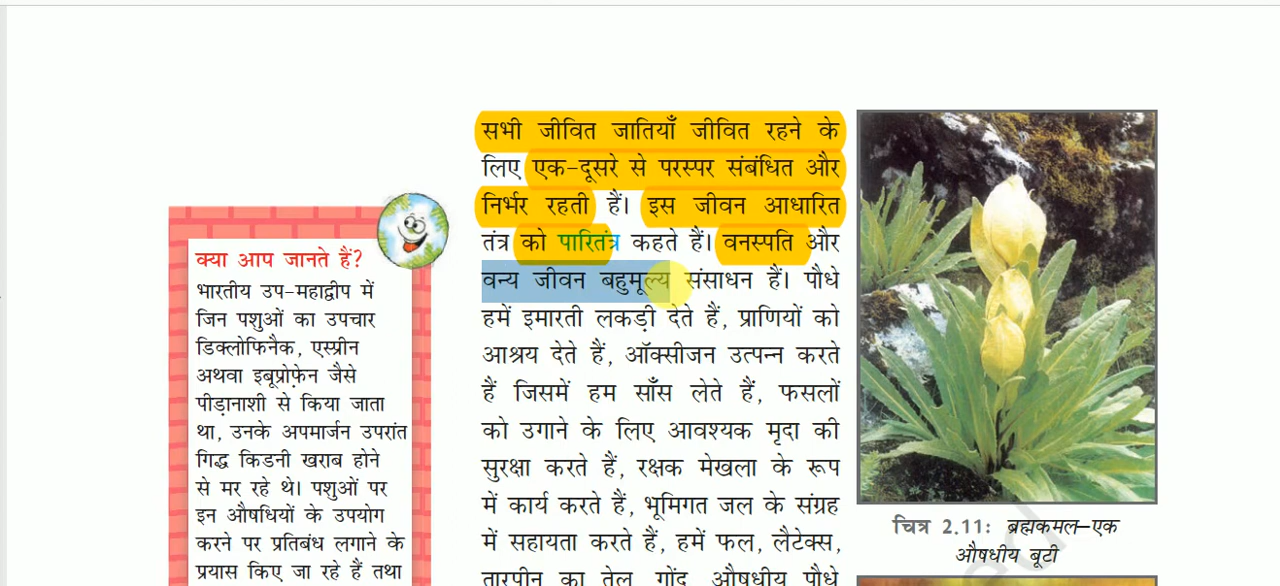 सभी जीवित जातियाँ जीवित रहने के
लिए एक-दूसरे से परस्पर संबंधित और
निर्भर रहती हैं। इस जीवन आधारित
तंत्र को पारितंत्र कहते हैं। वनस्पति और
वन्य जीवन बहुमूल्य संसाधन हैं। पौधे
हमें इमारती लकड़ी देते हैं, प्राणियों को
आश्रय देते हैं, ऑक्सीजन उत्पन्न करते
हैं जिसमें हम साँस लेते हैं, फसलों
को उगाने के लिए आवश्यक मृदा की
सुरक्षा करते हैं, रक्षक मेखला के रूप
में कार्य करते हैं, भूमिगत जल के संग्रह
में सहायता करते हैं, हमें फल, लैटेक्स,
तारपीन का तेल, गोंद, औषधीय पौधे
क्या आप जानते हैं?
भारतीय उप-महाद्वीप में
जिन पशुओं का उपचार
डिक्लोफिनैक, एस्प्रीन
अथवा इबूप्रोफ़ेन जैसे
पीड़ानाशी से किया जाता
था, उनके अपमार्जन उपरांत
गिद्ध किडनी खराब होने
से मर रहे थे। पशुओं पर
इन औषधियों के उपयोग
करने पर प्रतिबंध लगाने के
प्रयास किए जा रहे हैं तथा
चित्र 2.11: ब्रह्मकमल—एक
औषधीय बूटी